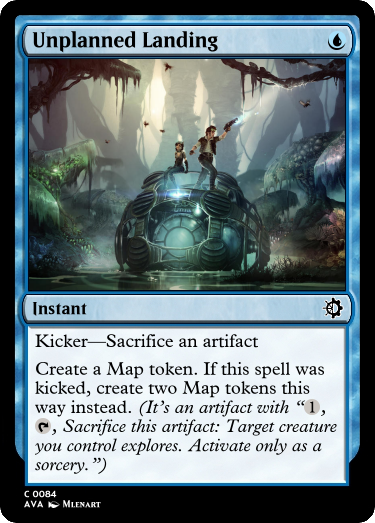 Unplanned Landing
Instant
Kicker—Sacrifice an artifact
Create a Map token. If this spell was
kicked, create two Map tokens this
way instead. (It's an artifact with “1,
T, Sacrifice this artifact: Target creature
you control explores. Activate only as a
sorcery.”)
C 0084
AVA Mlenart